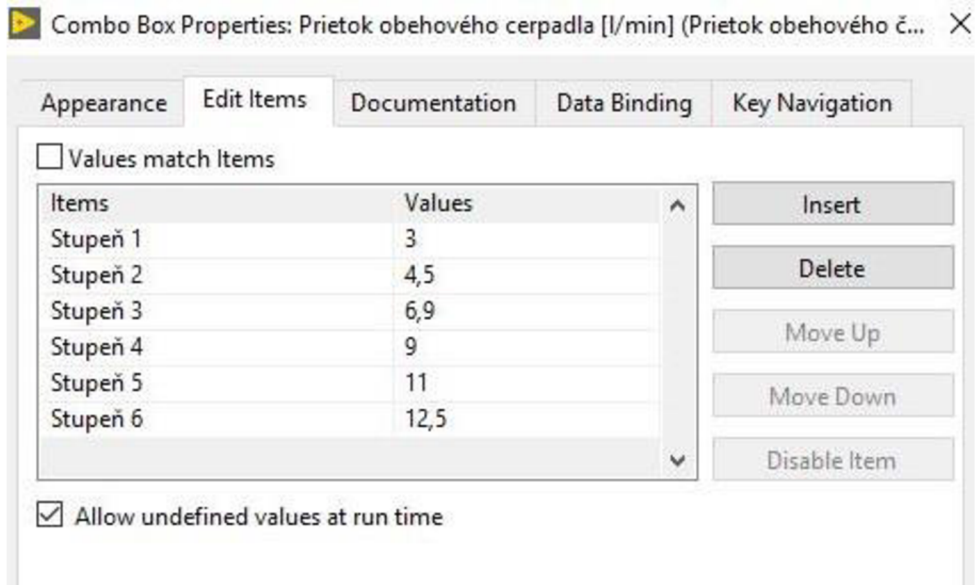 Combo Box Properties: Prietok obehového cerpadla [l/min] (Prietok obehového č...
Appearance Edit Items Documentation Data Binding Key Navigation
Values match Items
Items Values
Insert
Stupeň 1 3
Stupeň 2 4,5
Delete
Stupeň 3 6,9
Move Up
Stupeň 4 9
Stupeň 5 11
Move Down
Stupeň 6 12,5
Disable Item
Allow undefined values at run time